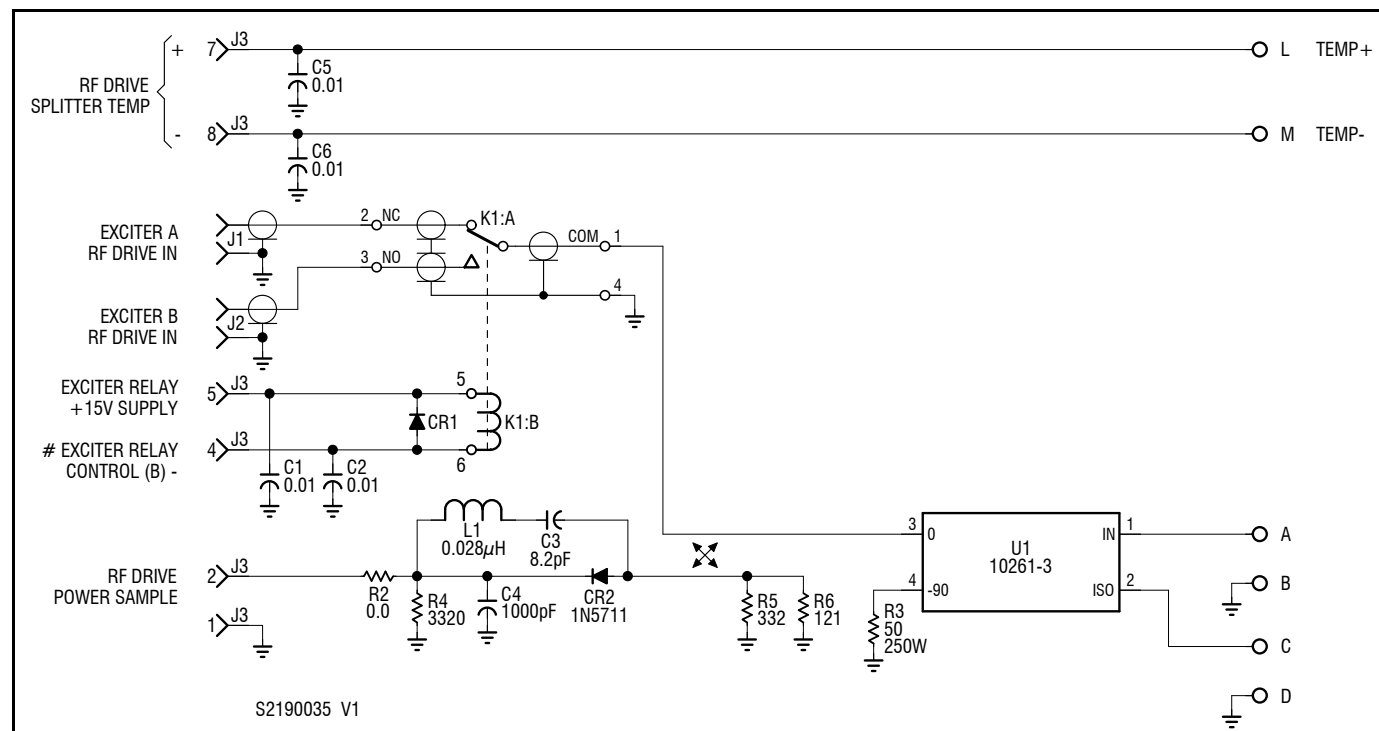 + 7 J3
C5
0.01
L TEMP+
RF DRIVE
SPLITTER TEMP
- 8 J3
C6
0.01
M TEMP-
EXCITER A
RF DRIVE IN
J1
2 NC
K1:A
COM 1
3 NO
4
EXCITER B
RF DRIVE IN
J2
EXCITER RELAY
+15V SUPPLY
5 J3
5
CR1
K1:B
# EXCITER RELAY
CONTROL (B) -
4 J3
6
C1
0.01
C2
0.01
L1
0.028µH
C3
8.2pF
RF DRIVE
POWER SAMPLE
2 J3
R2
0.0
R4
3320
C4
1000pF
CR2
1N5711
R5
332
R6
121
1 J3
3 0
U1
10261-3
IN 1
A
4 -90
ISO 2
B
R3
50
250W
C
D
S2190035 V1